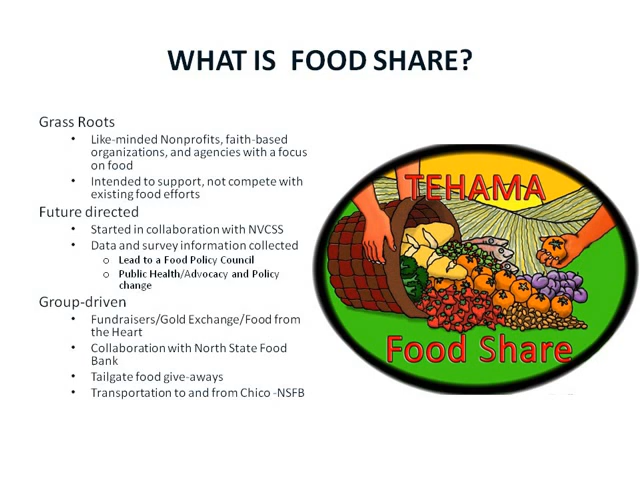 WHAT IS  FOOD SHARE?
Grass Roots
• Like-minded Nonprofits, faith-based
organizations, and agencies with a focus
on food
• Intended to support, not compete with
existing food efforts
Future directed
• Started in collaboration with NVCSS
• Data and survey information collected
o Lead to a Food Policy Council
o Public Health/Advocacy and Policy
change
Group-driven
• Fundraisers/Gold Exchange/Food from
the Heart
• Collaboration with North State Food
Bank
• Tailgate food give-aways
• Transportation to and from Chico -NSFB
TEHAMA
Food Share